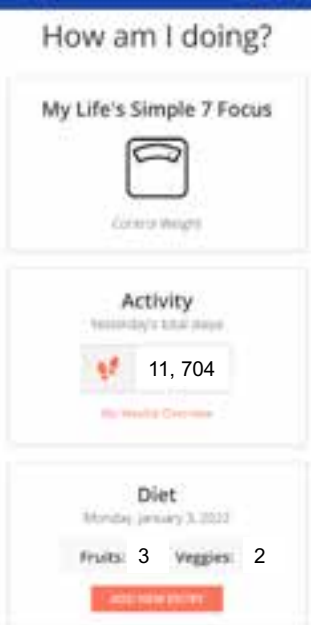 How am I doing?
My Life's Simple 7 Focus
Control Weight
Activity
Yesterday's total steps
11, 704
My Health Overview
Diet
Monday, January 3, 2022
Fruits: 3 Veggies: 2
ADD NEW ENTRY